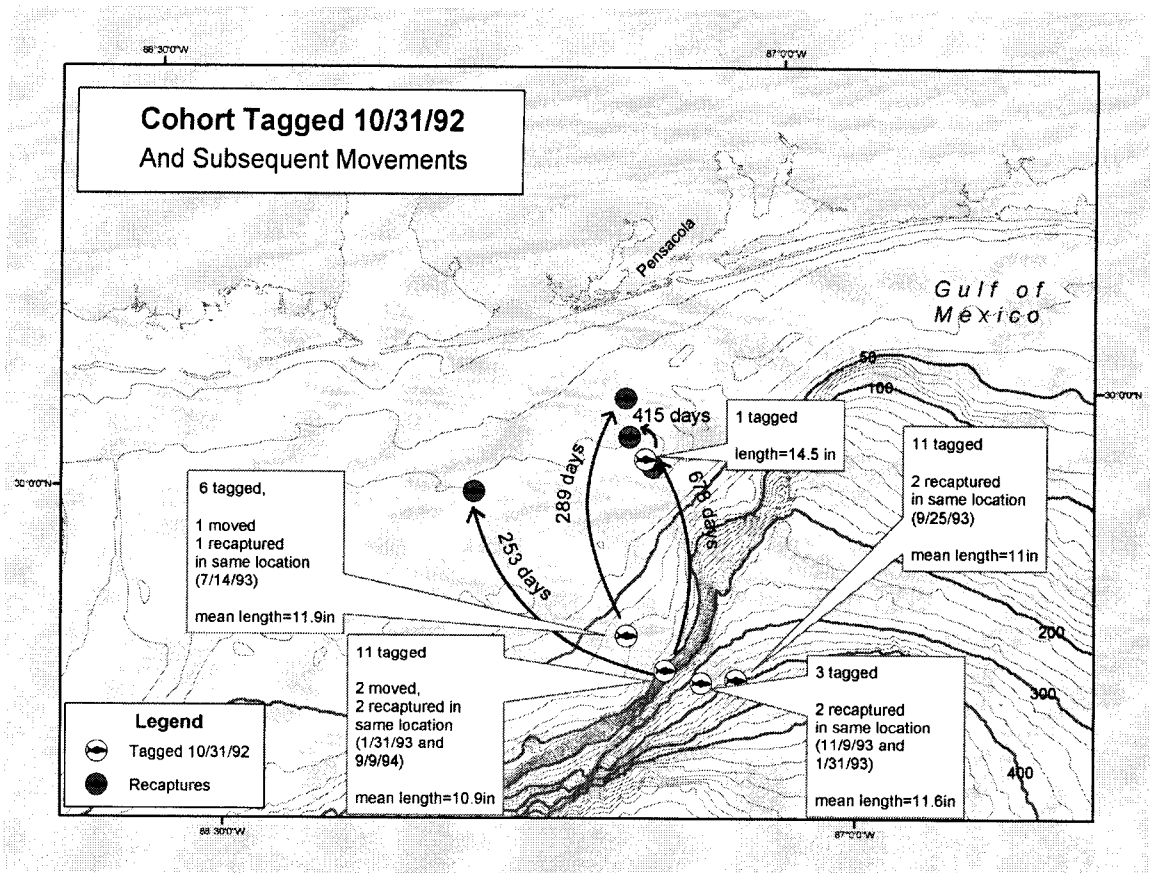 88°30'0"W
87°0'0"W
Cohort Tagged 10/31/92
And Subsequent Movements
Pensacola
Gulf of
México
50
100
30°0'0"N
415 days
1 tagged
length=14.5 in
11 tagged
2 recaptured
in same location
(9/25/93)
mean length=11in
30°0'0"N
6 tagged,
1 moved
1 recaptured
in same location
(7/14/93)
mean length=11.9in
289 days
678 days
253 days
11 tagged
2 moved,
2 recaptured in
same location
(1/31/93 and
9/9/94)
mean length=10.9in
3 tagged
2 recaptured
in same location
(11/9/93 and
1/31/93)
mean length=11.6in
200
300
400
Legend
Tagged 10/31/92
Recaptures
88°30'0"W
87°0'0"W